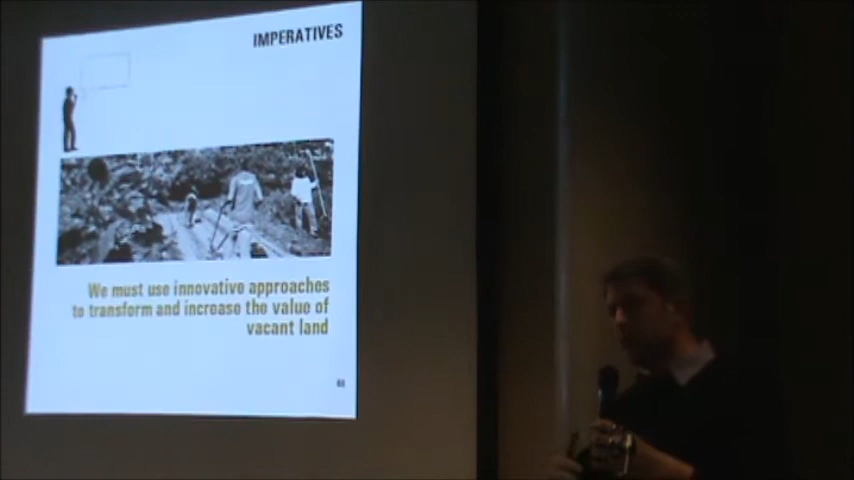 IMPERATIVES
We must use innovative approaches
to transform and increase the value of
vacant land